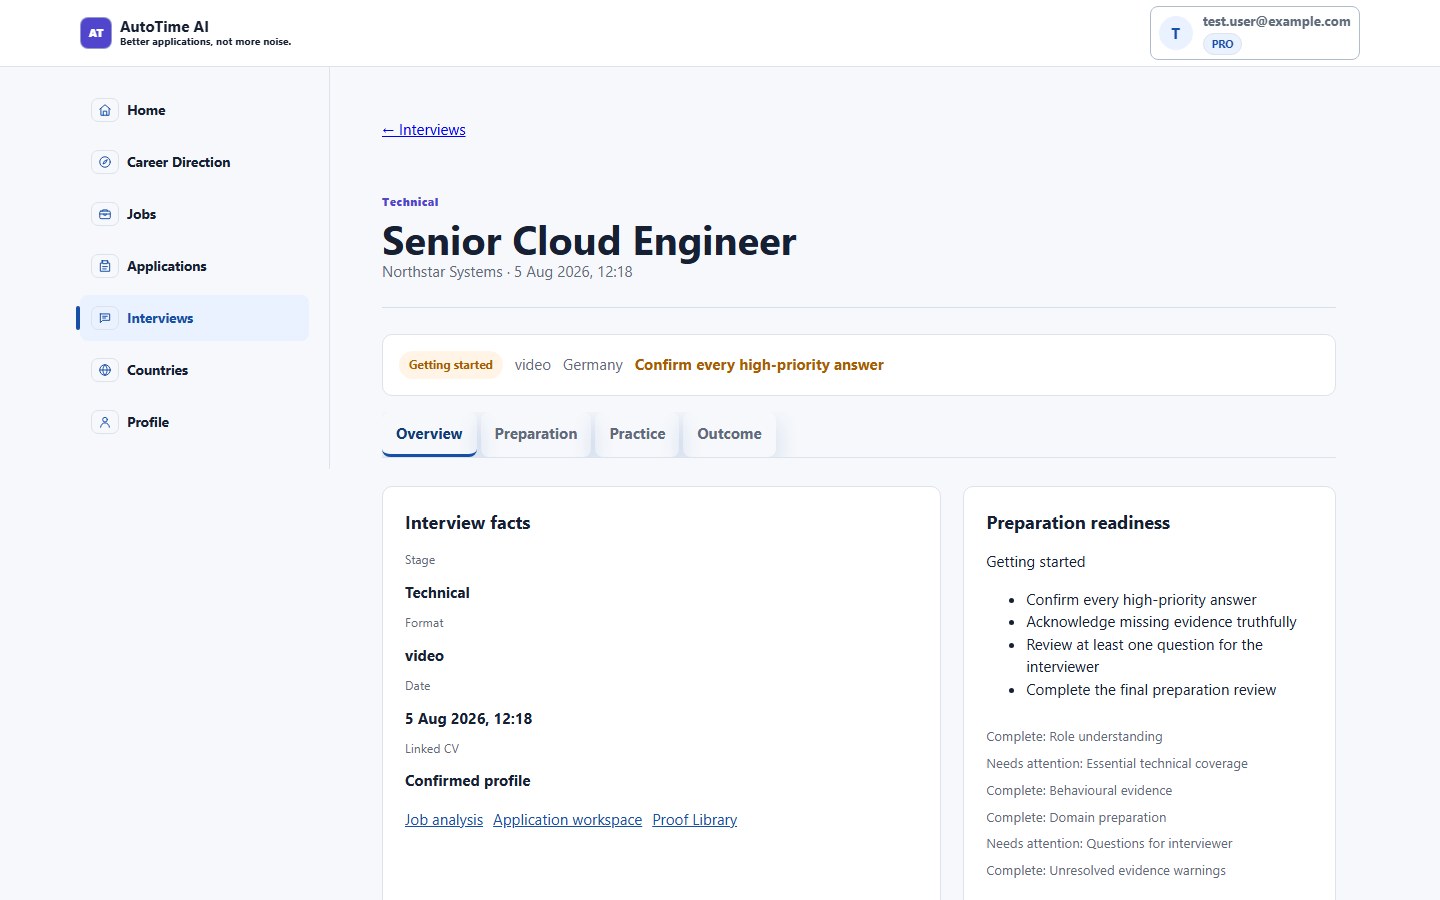 AT
AutoTime AI
Better applications, not more noise.
T
test.user@example.com
PRO
Home
Career Direction
Jobs
Applications
Interviews
Countries
Profile
← Interviews
Technical
Senior Cloud Engineer
Northstar Systems · 5 Aug 2026, 12:18
Getting started video Germany Confirm every high-priority answer
Overview Preparation Practice Outcome
Interview facts
Stage
Technical
Format
video
Date
5 Aug 2026, 12:18
Linked CV
Confirmed profile
Job analysis Application workspace Proof Library
Preparation readiness
Getting started
• Confirm every high-priority answer
• Acknowledge missing evidence truthfully
• Review at least one question for the
interviewer
• Complete the final preparation review
Complete: Role understanding
Needs attention: Essential technical coverage
Complete: Behavioural evidence
Complete: Domain preparation
Needs attention: Questions for interviewer
Complete: Unresolved evidence warnings